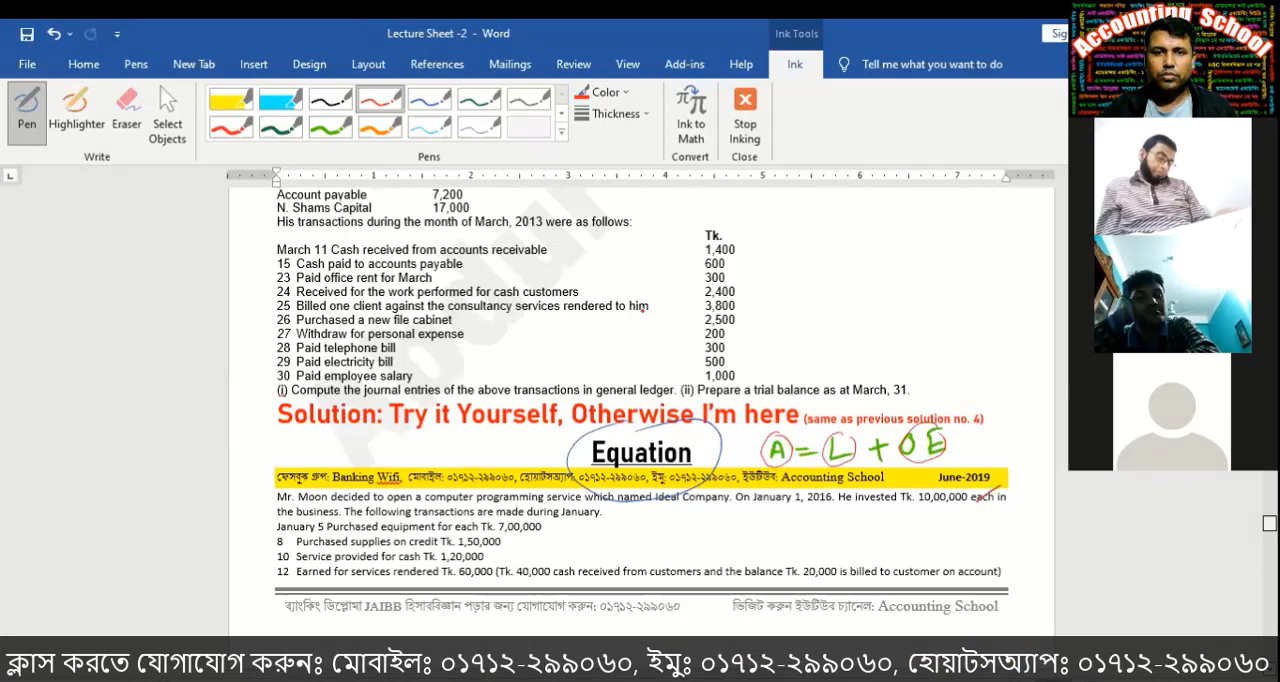 Lecture Sheet -2 - Word
Ink Tools
Sig
File Home Pens New Tab Insert Design Layout References Mailings Review View Add-ins Help Ink Tell me what you want to do
Pen
Highlighter
Eraser
Select Objects
Color
Thickness
Ink to Math
Stop Inking
Write
Pens
Convert
Close
1 2 3 4 5 6 7
Account payable 7,200
N. Shams Capital 17,000
His transactions during the month of March, 2013 were as follows:
Tk.
March 11 Cash received from accounts receivable 1,400
15 Cash paid to accounts payable 600
23 Paid office rent for March 300
24 Received for the work performed for cash customers 2,400
25 Billed one client against the consultancy services rendered to him 3,800
26 Purchased a new file cabinet 2,500
27 Withdraw for personal expense 200
28 Paid telephone bill 300
29 Paid electricity bill 500
30 Paid employee salary 1,000
(i) Compute the journal entries of the above transactions in general ledger. (ii) Prepare a trial balance as at March, 31.
Solution: Try it Yourself, Otherwise I'm here (same as previous solution no. 4)
Equation A = L + OE
ফেসবুক গ্রুপ: Banking Wifi, মোবাইল: ০১৭১২-২৯৯০৬০, হোয়াটসঅ্যাপ: ০১৭১২-২৯৯০৬০, ইমু: ০১৭১২-২৯৯০৬০, ইউটিউব: Accounting School June-2019
Mr. Moon decided to open a computer programming service which named Ideal Company. On January 1, 2016. He invested Tk. 10,00,000 each in
the business. The following transactions are made during January.
January 5 Purchased equipment for each Tk. 7,00,000
8 Purchased supplies on credit Tk. 1,50,000
10 Service provided for cash Tk. 1,20,000
12 Earned for services rendered Tk. 60,000 (Tk. 40,000 cash received from customers and the balance Tk. 20,000 is billed to customer on account)
ব্যাংকিং ডিপ্লোমা JAIBB হিসাববিজ্ঞান পড়ার জন্য যোগাযোগ করুন: ০১৭১২-২৯৯০৬০ ভিজিট করুন ইউটিউব চ্যানেল: Accounting School
Accounting School
ক্লাস করতে যোগাযোগ করুনঃ মোবাইলঃ ০১৭১২-২৯৯০৬০, ইমুঃ ০১৭১২-২৯৯০৬০, হোয়াটসঅ্যাপঃ ০১৭১২-২৯৯০৬০